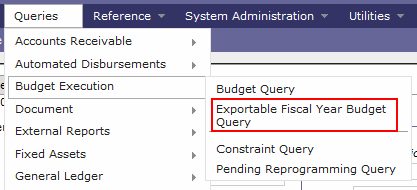 Queries Reference System Administration Utilities
Accounts Receivable
Automated Disbursements
Budget Execution
Document
External Reports
Fixed Assets
General Ledger
Budget Query
Exportable Fiscal Year Budget
Query
Constraint Query
Pending Reprogramming Query